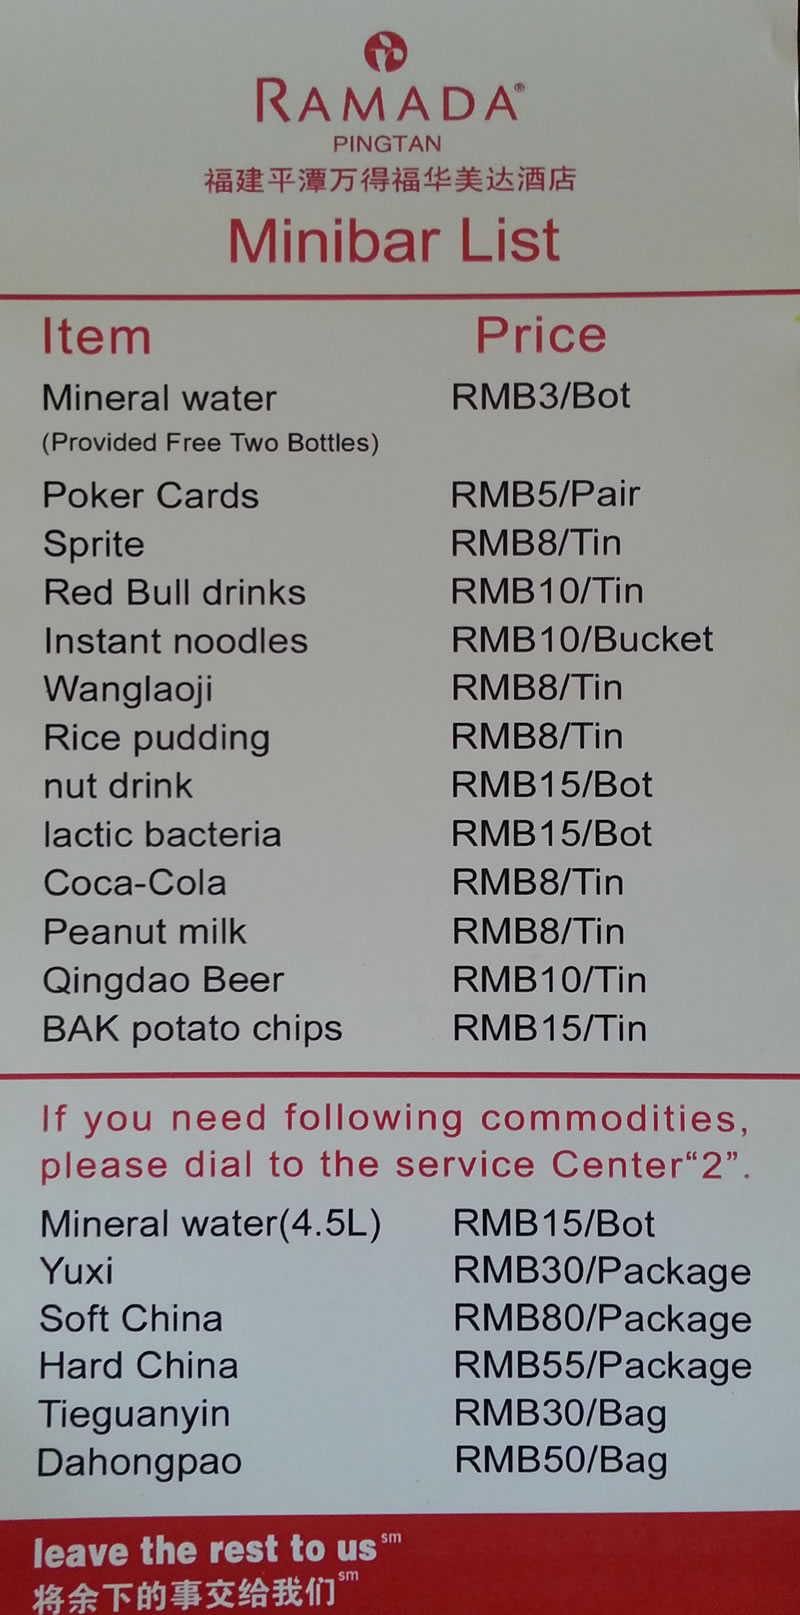 RAMADA®
PINGTAN
福建平潭万得福华美达酒店
Minibar List
Item Price
Mineral water RMB3/Bot
(Provided Free Two Bottles)
Poker Cards RMB5/Pair
Sprite RMB8/Tin
Red Bull drinks RMB10/Tin
Instant noodles RMB10/Bucket
Wanglaoji RMB8/Tin
Rice pudding RMB8/Tin
nut drink RMB15/Bot
lactic bacteria RMB15/Bot
Coca-Cola RMB8/Tin
Peanut milk RMB8/Tin
Qingdao Beer RMB10/Tin
BAK potato chips RMB15/Tin
If you need following commodities,
please dial to the service Center“2”.
Mineral water(4.5L) RMB15/Bot
Yuxi RMB30/Package
Soft China RMB80/Package
Hard China RMB55/Package
Tieguanyin RMB30/Bag
Dahongpao RMB50/Bag
leave the rest to us sm
将余下的事交给我们 sm